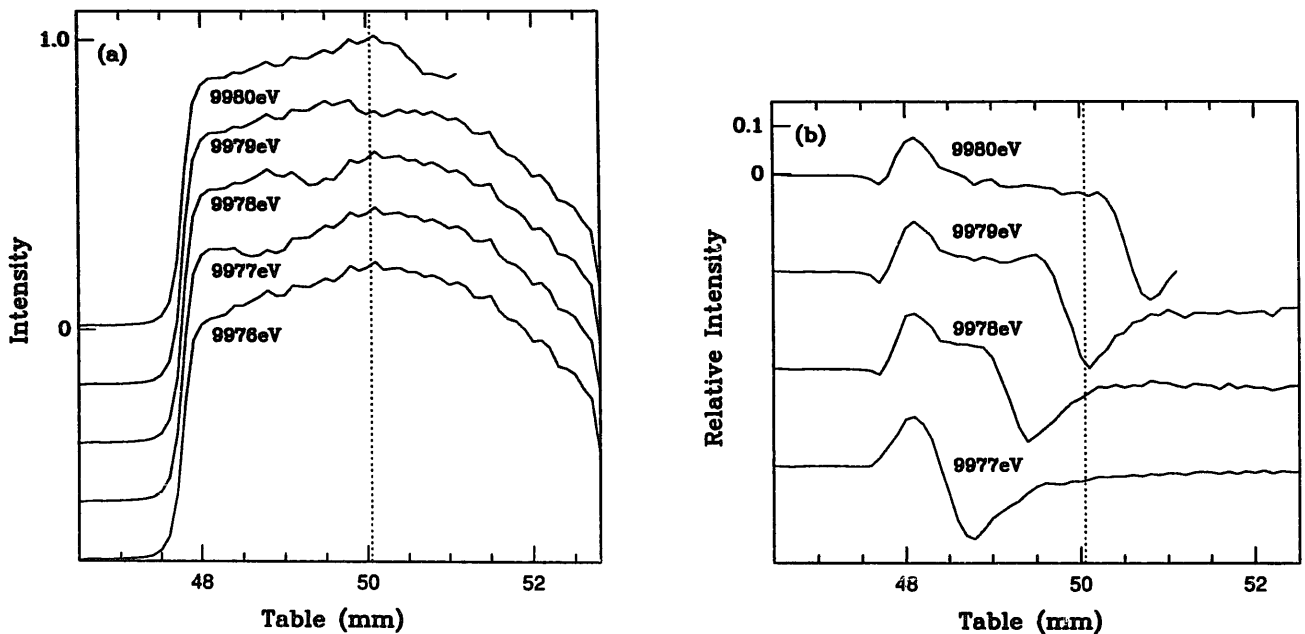 1.0
(a)
9980eV
9979eV
9978eV
0
9977eV
9976eV
Intensity
48
50
52
Table (mm)
0.1
(b)
0
9980eV
9979eV
9978eV
9977eV
Relative Intensity
48
50
52
Table (mm)